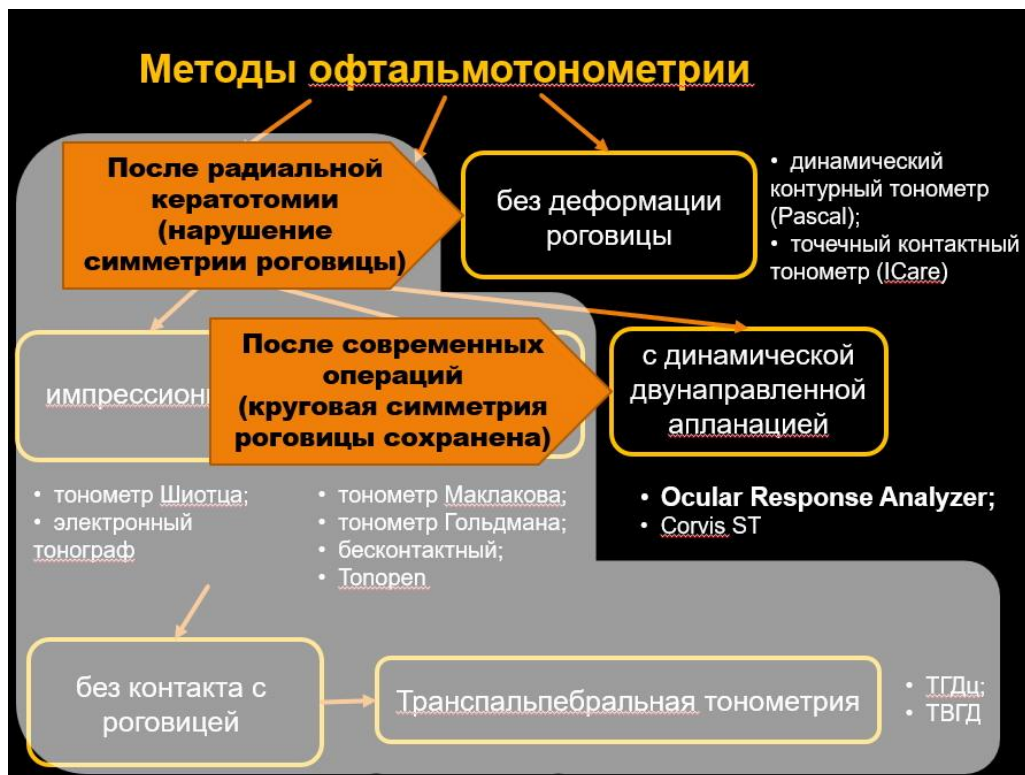 Методы офтальмотонометрии
После радиальной
кератотомии
(нарушение
симметрии роговицы)
без деформации
роговицы
• динамический
контурный тонометр
(Pascal);
• точечный контактный
тонометр (ICare)
импрессионн
После современных
операций
(круговая симметрия
роговицы сохранена)
с динамической
двунаправленной
апланацией
• тонометр Шиотца;
• электронный
тонограф
• тонометр Маклакова;
• тонометр Гольдмана;
• бесконтактный;
• Tonopen
• Ocular Response Analyzer;
• Corvis ST
без контакта с
роговицей
Транспальпебральная тонометрия
• ТГДц;
• ТВГД